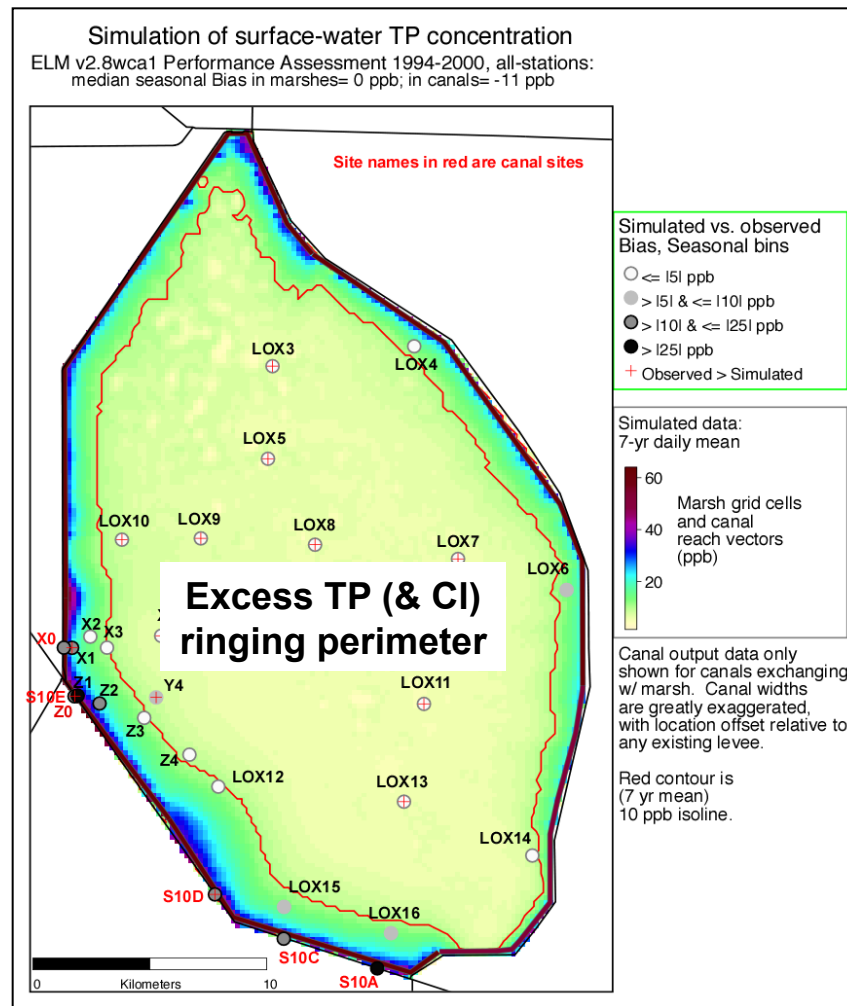 Simulation of surface-water TP concentration
ELM v2.8wca1 Performance Assessment 1994-2000, all-stations:
median seasonal Bias in marshes= 0 ppb; in canals= -11 ppb
Site names in red are canal sites
Simulated vs. observed
Bias, Seasonal bins
<= |5| ppb
> |5| & <= |10| ppb
> |10| & <= |25| ppb
> |25| ppb
Observed > Simulated
Simulated data:
7-yr daily mean
60
40
20
Marsh grid cells
and canal
reach vectors
(ppb)
Canal output data only
shown for canals exchanging
w/ marsh. Canal widths
are greatly exaggerated,
with location offset relative to
any existing levee.
Red contour is
(7 yr mean)
10 ppb isoline.
LOX3
LOX4
LOX5
LOX10
LOX9
LOX8
LOX7
LOX6
Excess TP (& Cl)
ringing perimeter
X0
X1
X2
X3
S10E
Z0
Z1
Z2
Y4
Z3
Z4
LOX11
LOX12
LOX13
LOX14
S10D
LOX15
LOX16
S10C
S10A
0
Kilometers
10